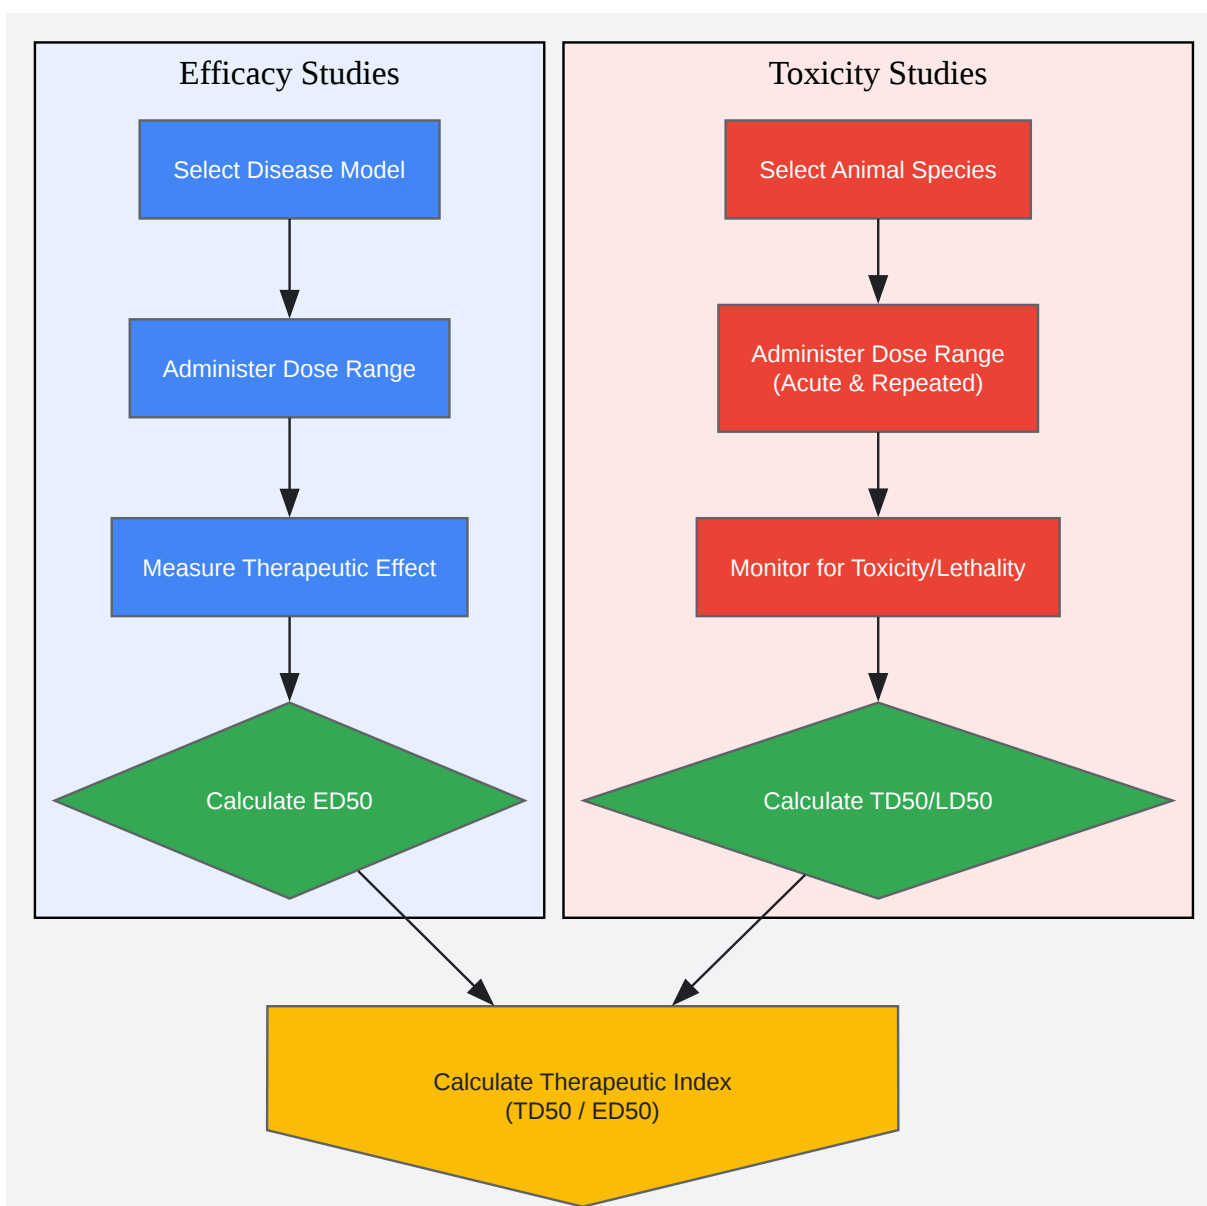 Efficacy Studies
Select Disease Model
Administer Dose Range
Measure Therapeutic Effect
Calculate ED50
Toxicity Studies
Select Animal Species
Administer Dose Range
(Acute & Repeated)
Monitor for Toxicity/Lethality
Calculate TD50/LD50
Calculate Therapeutic Index
(TD50 / ED50)